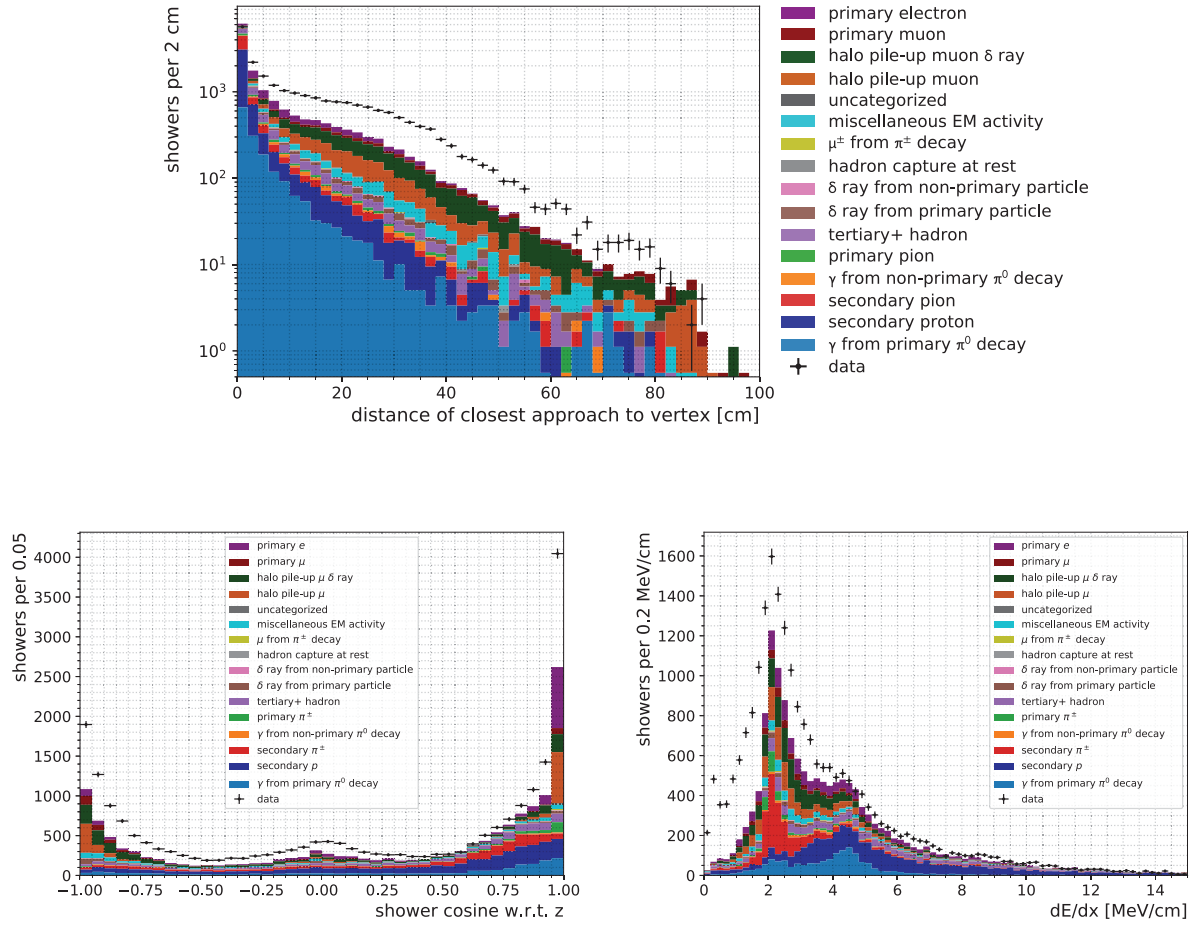 showers per 2 cm
10³
10²
10¹
10⁰
0
20
40
60
80
100
distance of closest approach to vertex [cm]
primary electron
primary muon
halo pile-up muon δ ray
halo pile-up muon
uncategorized
miscellaneous EM activity
μ± from π± decay
hadron capture at rest
δ ray from non-primary particle
δ ray from primary particle
tertiary+ hadron
primary pion
γ from non-primary π⁰ decay
secondary pion
secondary proton
γ from primary π⁰ decay
data
showers per 0.05
4000
3500
3000
2500
2000
1500
1000
500
0
−1.00
−0.75
−0.50
−0.25
0.00
0.25
0.50
0.75
1.00
shower cosine w.r.t. z
primary e
primary μ
halo pile-up μ δ ray
halo pile-up μ
uncategorized
miscellaneous EM activity
μ from π± decay
hadron capture at rest
δ ray from non-primary particle
δ ray from primary particle
tertiary+ hadron
primary π±
γ from non-primary π⁰ decay
secondary π±
secondary p
γ from primary π⁰ decay
data
showers per 0.2 MeV/cm
1600
1400
1200
1000
800
600
400
200
0
0
2
4
6
8
10
12
14
dE/dx [MeV/cm]
primary e
primary μ
halo pile-up μ δ ray
halo pile-up μ
uncategorized
miscellaneous EM activity
μ from π± decay
hadron capture at rest
δ ray from non-primary particle
δ ray from primary particle
tertiary+ hadron
primary π±
γ from non-primary π⁰ decay
secondary π±
secondary p
γ from primary π⁰ decay
data